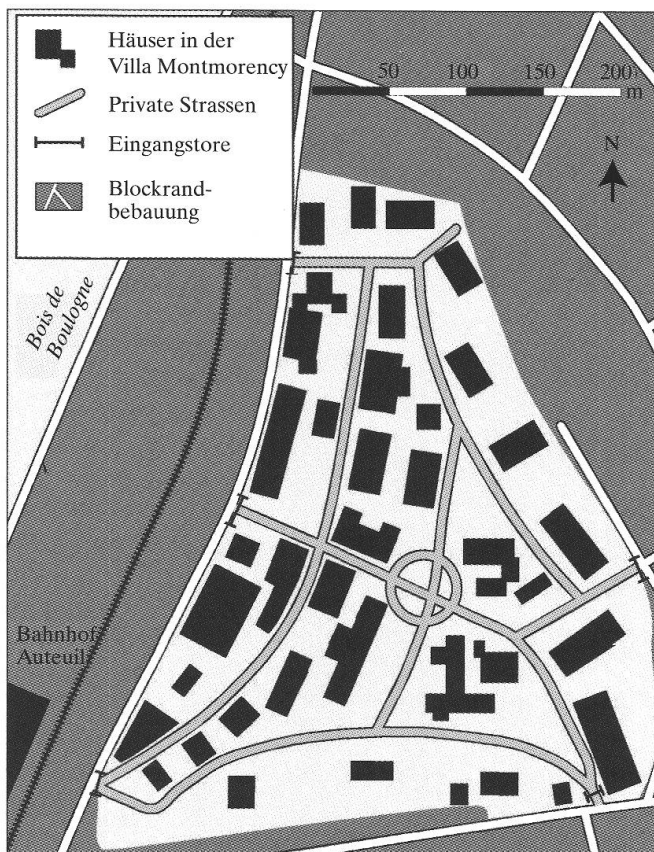 Häuser in der
Villa Montmorency
Private Strassen
Eingangstore
Blockrand-
bebauung
50 100 150 200
m
N
Bois de
Boulogne
Bahnhof
Auteuil